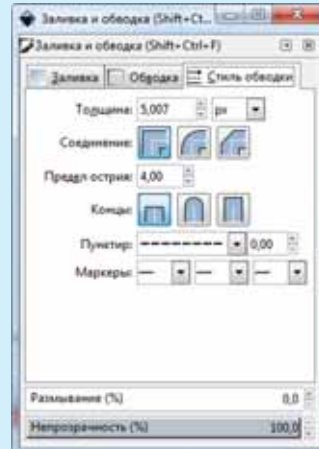 Заливка и обводка (Shift+Ct...
Заливка и обводка (Shift+Ctrl+F)
Заливка Обводка Стиль обводки
Толщина: 5,007 px
Соединение:
Предел острия: 4,00
Концы:
Пунктир: 0,00
Маркеры:
Размывание (%) 0,0
Непрозрачность (%) 100,0